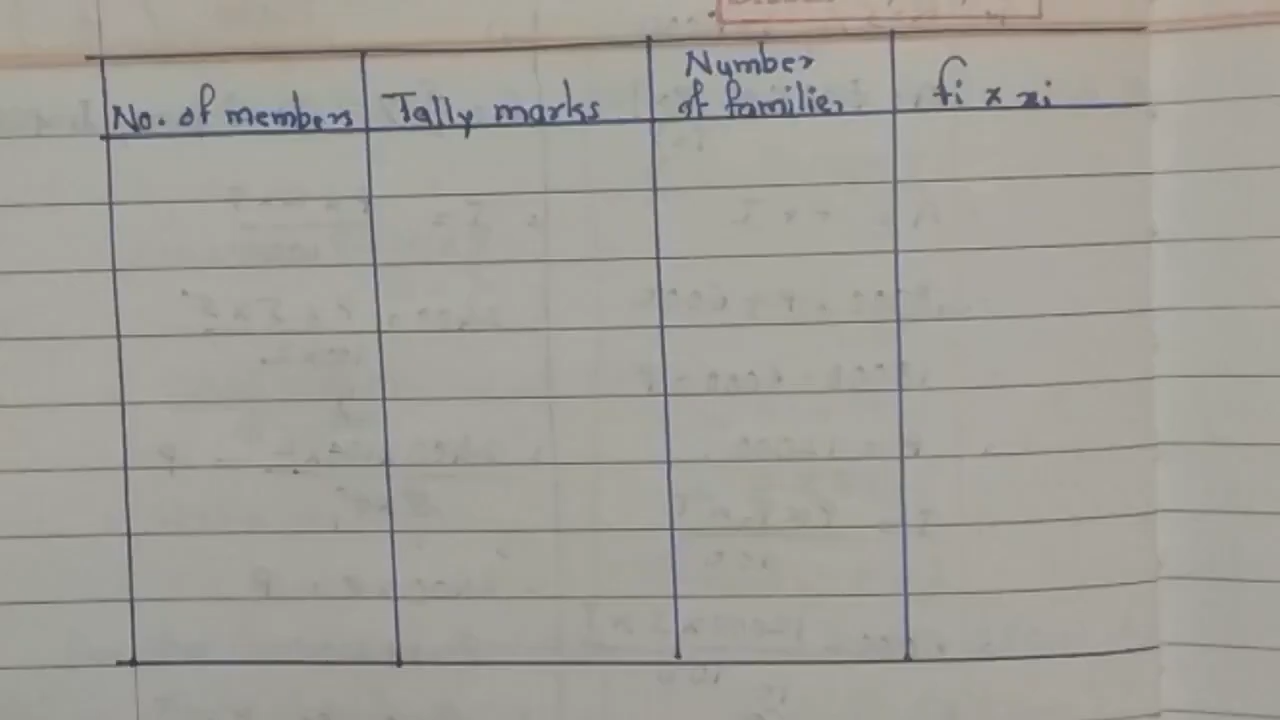 No. of members
Tally marks
Number
of families
fi × xi